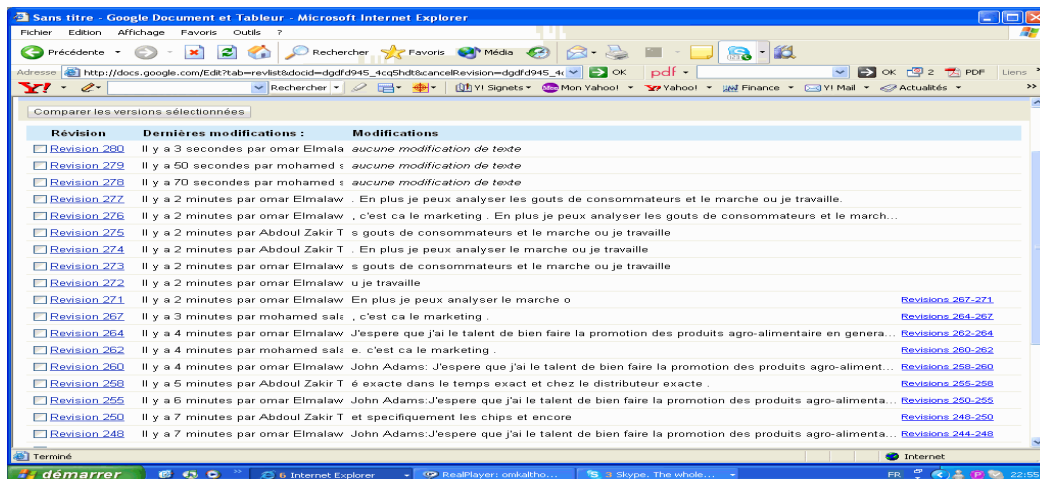 Sans titre - Google Document et Tableur - Microsoft Internet Explorer
Fichier Edition Affichage Favoris Outils ?
Précédente Rechercher Favoris Média
Adresse http://docs.google.com/Edit?tab=revlist&docid=dgdfd945_4cq5hdt&cancelRevision=dgdfd945_4 OK pdf OK 2 PDF Liens »
Y! Rechercher Y! Signets Mon Yahoo! Yahoo! Finance Y! Mail Actualités »
Comparer les versions sélectionnées
Révision Dernières modifications : Modifications
Revision 280 Il y a 3 secondes par omar Elmala aucune modification de texte
Revision 279 Il y a 50 secondes par mohamed s aucune modification de texte
Revision 278 Il y a 70 secondes par mohamed s aucune modification de texte
Revision 277 Il y a 2 minutes par omar Elmalaw . En plus je peux analyser les gouts de consommateurs et le marche ou je travaille.
Revision 276 Il y a 2 minutes par omar Elmalaw , c'est ca le marketing . En plus je peux analyser les gouts de consommateurs et le march...
Revision 275 Il y a 2 minutes par Abdoul Zakir T s gouts de consommateurs et le marche ou je travaille
Revision 274 Il y a 2 minutes par Abdoul Zakir T . En plus je peux analyser le marche ou je travaille
Revision 273 Il y a 2 minutes par omar Elmalaw s gouts de consommateurs et le marche ou je travaille
Revision 272 Il y a 2 minutes par omar Elmalaw u je travaille
Revision 271 Il y a 2 minutes par omar Elmalaw En plus je peux analyser le marche o Revisions 267-271
Revision 267 Il y a 3 minutes par mohamed sala , c'est ca le marketing . Revisions 264-267
Revision 264 Il y a 4 minutes par omar Elmalaw J'espere que j'ai le talent de bien faire la promotion des produits agro-alimentaire en genera... Revisions 262-264
Revision 262 Il y a 4 minutes par mohamed sala e. c'est ca le marketing . Revisions 260-262
Revision 260 Il y a 4 minutes par omar Elmalaw John Adams: J'espere que j'ai le talent de bien faire la promotion des produits agro-aliment... Revisions 258-260
Revision 258 Il y a 5 minutes par Abdoul Zakir T é exacte dans le temps exact et chez le distributeur exacte . Revisions 255-258
Revision 255 Il y a 6 minutes par omar Elmalaw John Adams:J'espere que j'ai le talent de bien faire la promotion des produits agro-alimenta... Revisions 250-255
Revision 250 Il y a 7 minutes par Abdoul Zakir T et specifiquement les chips et encore Revisions 248-250
Revision 248 Il y a 7 minutes par omar Elmalaw John Adams:J'espere que j'ai le talent de bien faire la promotion des produits agro-alimenta... Revisions 244-248
Terminé Internet
démarrer » 6 Internet Explorer RealPlayer: omkaltho... 3 Skype. The whole... FR 22:55